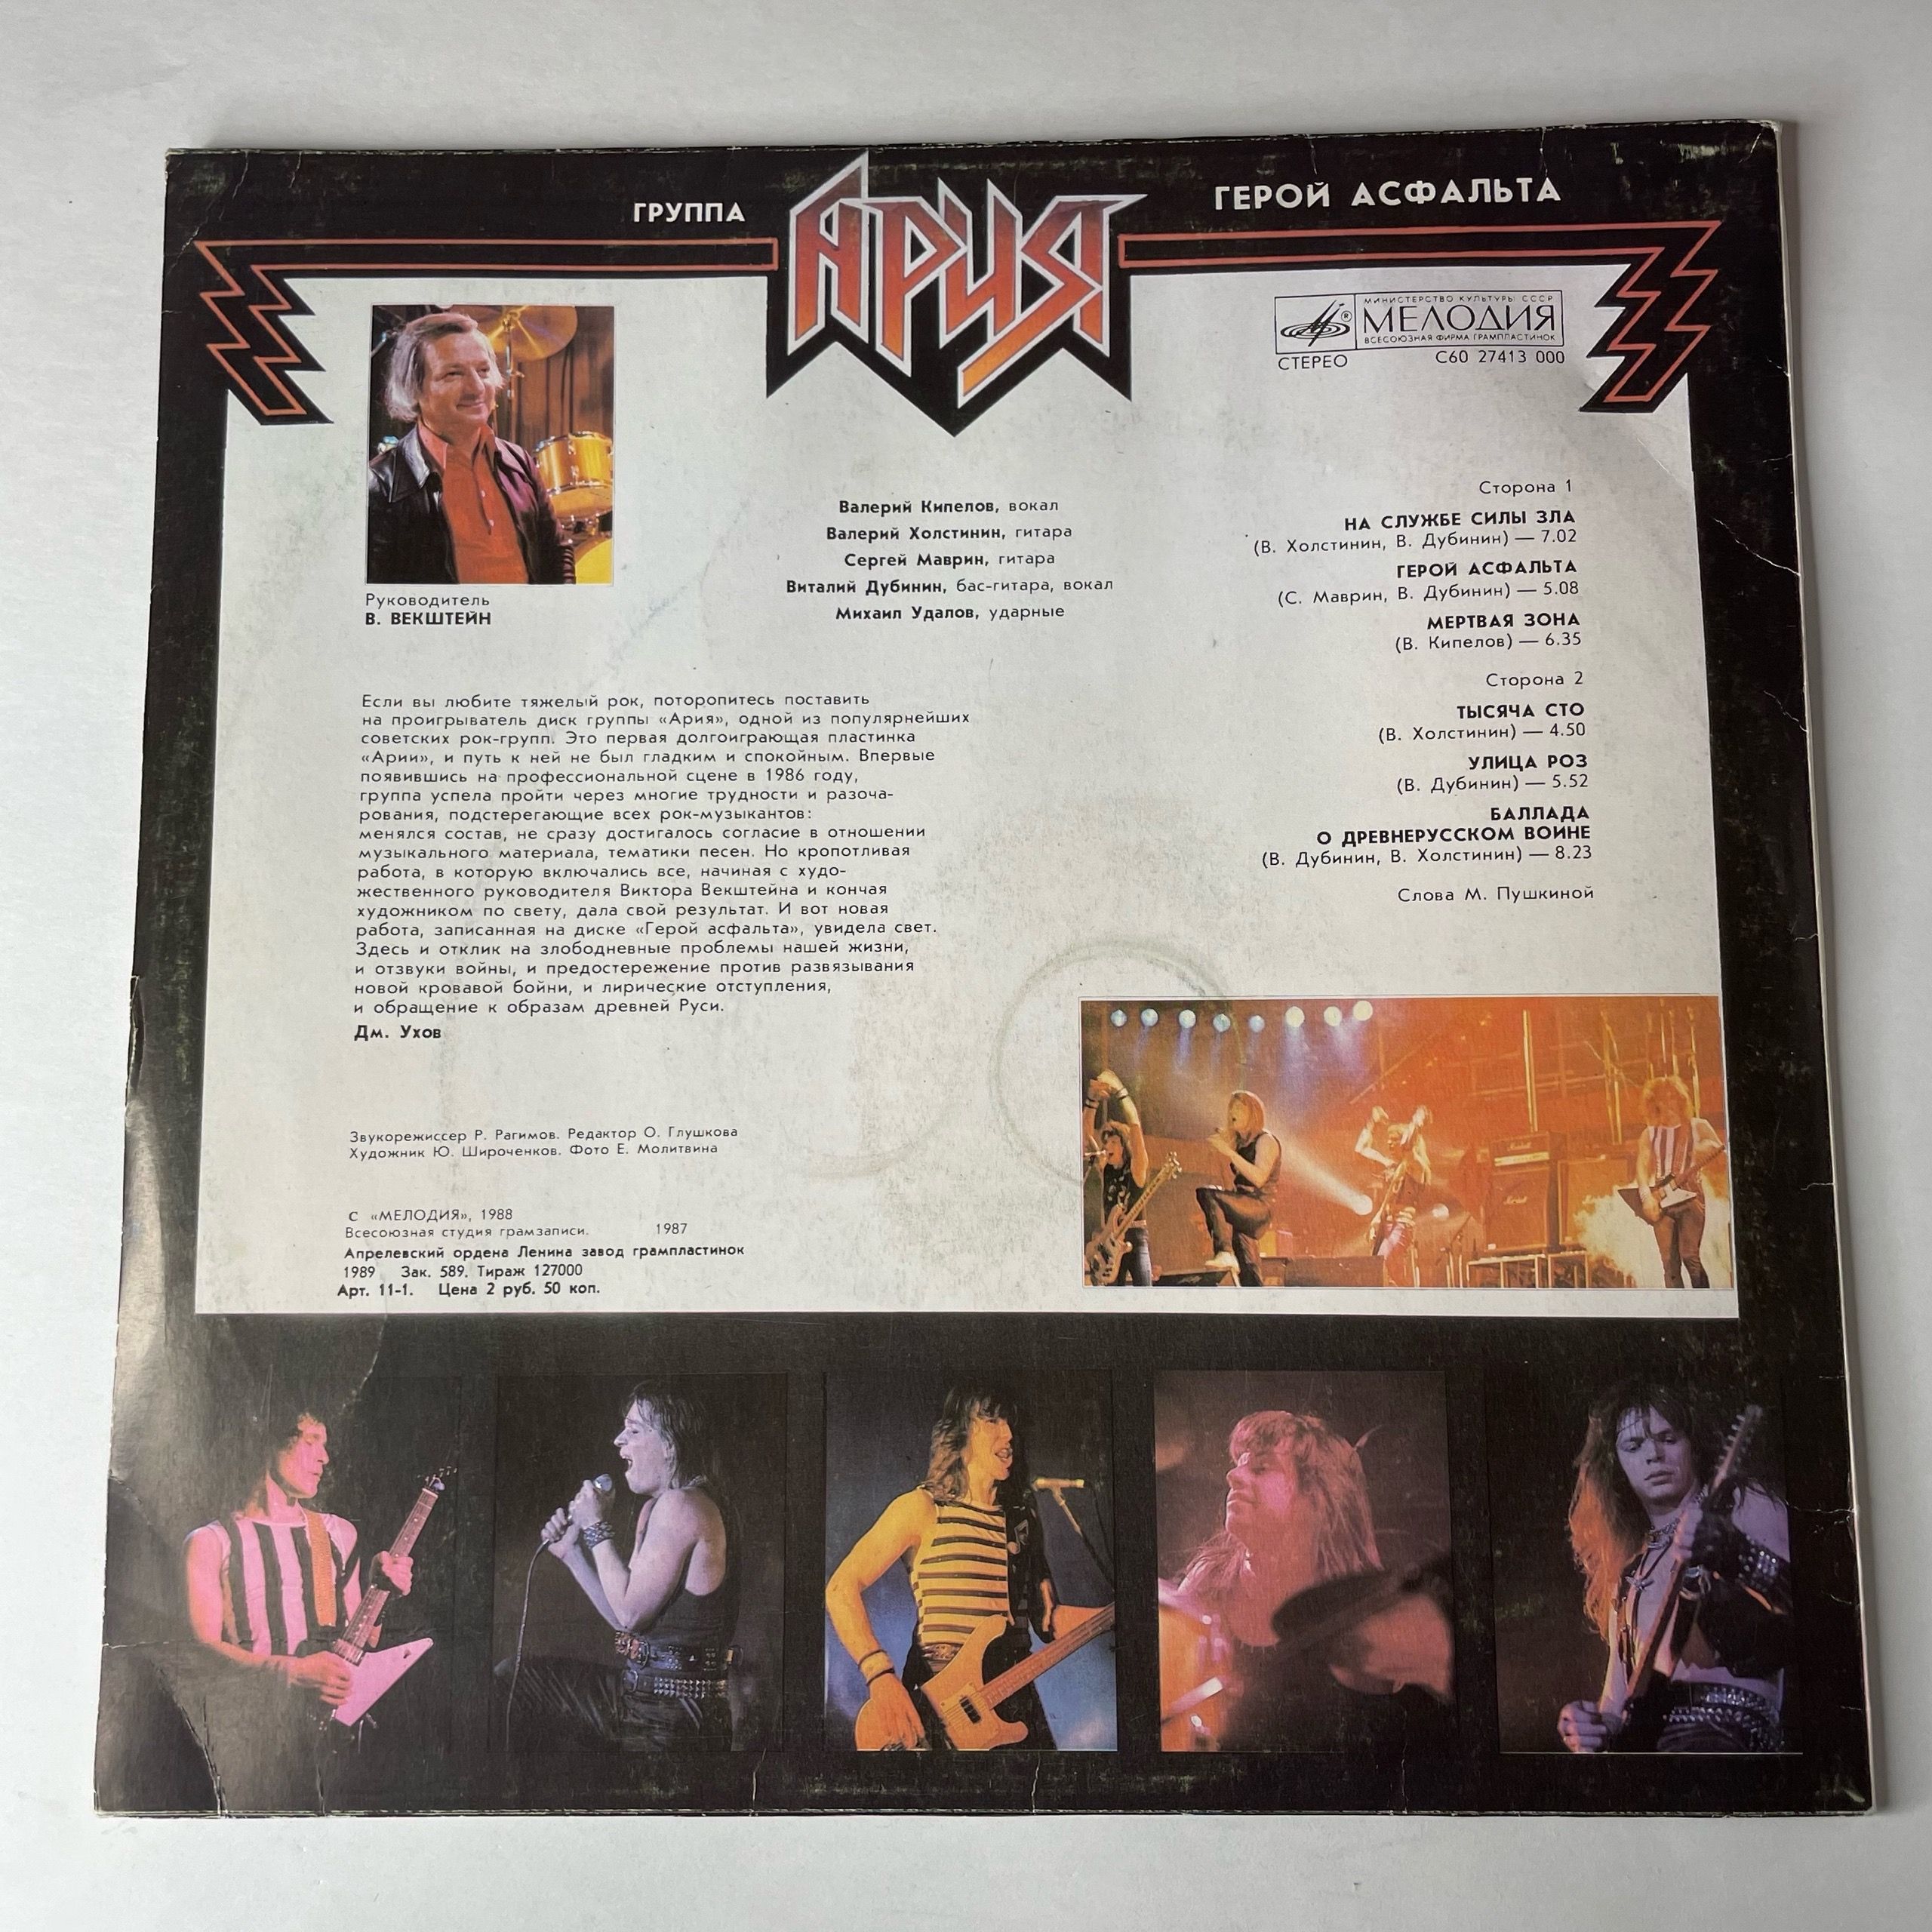 ГРУППА
АРИЯ
ГЕРОЙ АСФАЛЬТА
МИНИСТЕРСТВО КУЛЬТУРЫ СССР
МЕЛОДИЯ
ВСЕСОЮЗНАЯ ФИРМА ГРАМПЛАСТИНОК
СТЕРЕО С60 27413 000
Руководитель
В. ВЕКШТЕЙН
Валерий Кипелов, вокал
Валерий Холстинин, гитара
Сергей Маврин, гитара
Виталий Дубинин, бас-гитара, вокал
Михаил Удалов, ударные
Сторона 1
НА СЛУЖБЕ СИЛЫ ЗЛА
(В. Холстинин, В. Дубинин) — 7.02
ГЕРОЙ АСФАЛЬТА
(С. Маврин, В. Дубинин) — 5.08
МЕРТВАЯ ЗОНА
(В. Кипелов) — 6.35
Сторона 2
ТЫСЯЧА СТО
(В. Холстинин) — 4.50
УЛИЦА РОЗ
(В. Дубинин) — 5.52
БАЛЛАДА
О ДРЕВНЕРУССКОМ ВОИНЕ
(В. Дубинин, В. Холстинин) — 8.23
Слова М. Пушкиной
Если вы любите тяжелый рок, поторопитесь поставить
на проигрыватель диск группы «Ария», одной из популярнейших
советских рок-групп. Это первая долгоиграющая пластинка
«Арии», и путь к ней не был гладким и спокойным. Впервые
появившись на профессиональной сцене в 1986 году,
группа успела пройти через многие трудности и разоча-
рования, подстерегающие всех рок-музыкантов:
менялся состав, не сразу достигалось согласие в отношении
музыкального материала, тематики песен. Но кропотливая
работа, в которую включались все, начиная с худо-
жественного руководителя Виктора Векштейна и кончая
художником по свету, дала свой результат. И вот новая
работа, записанная на диске «Герой асфальта», увидела свет.
Здесь и отклик на злободневные проблемы нашей жизни,
и отзвуки войны, и предостережение против развязывания
новой кровавой бойни, и лирические отступления,
и обращение к образам древней Руси.
Дм. Ухов
Звукорежиссер Р. Рагимов. Редактор О. Глушкова
Художник Ю. Широченков. Фото Е. Молитвина
С «МЕЛОДИЯ», 1988
Всесоюзная студия грамзаписи. 1987
Апрелевский ордена Ленина завод грампластинок
1989 Зак. 589. Тираж 127000
Арт. 11-1. Цена 2 руб. 50 коп.